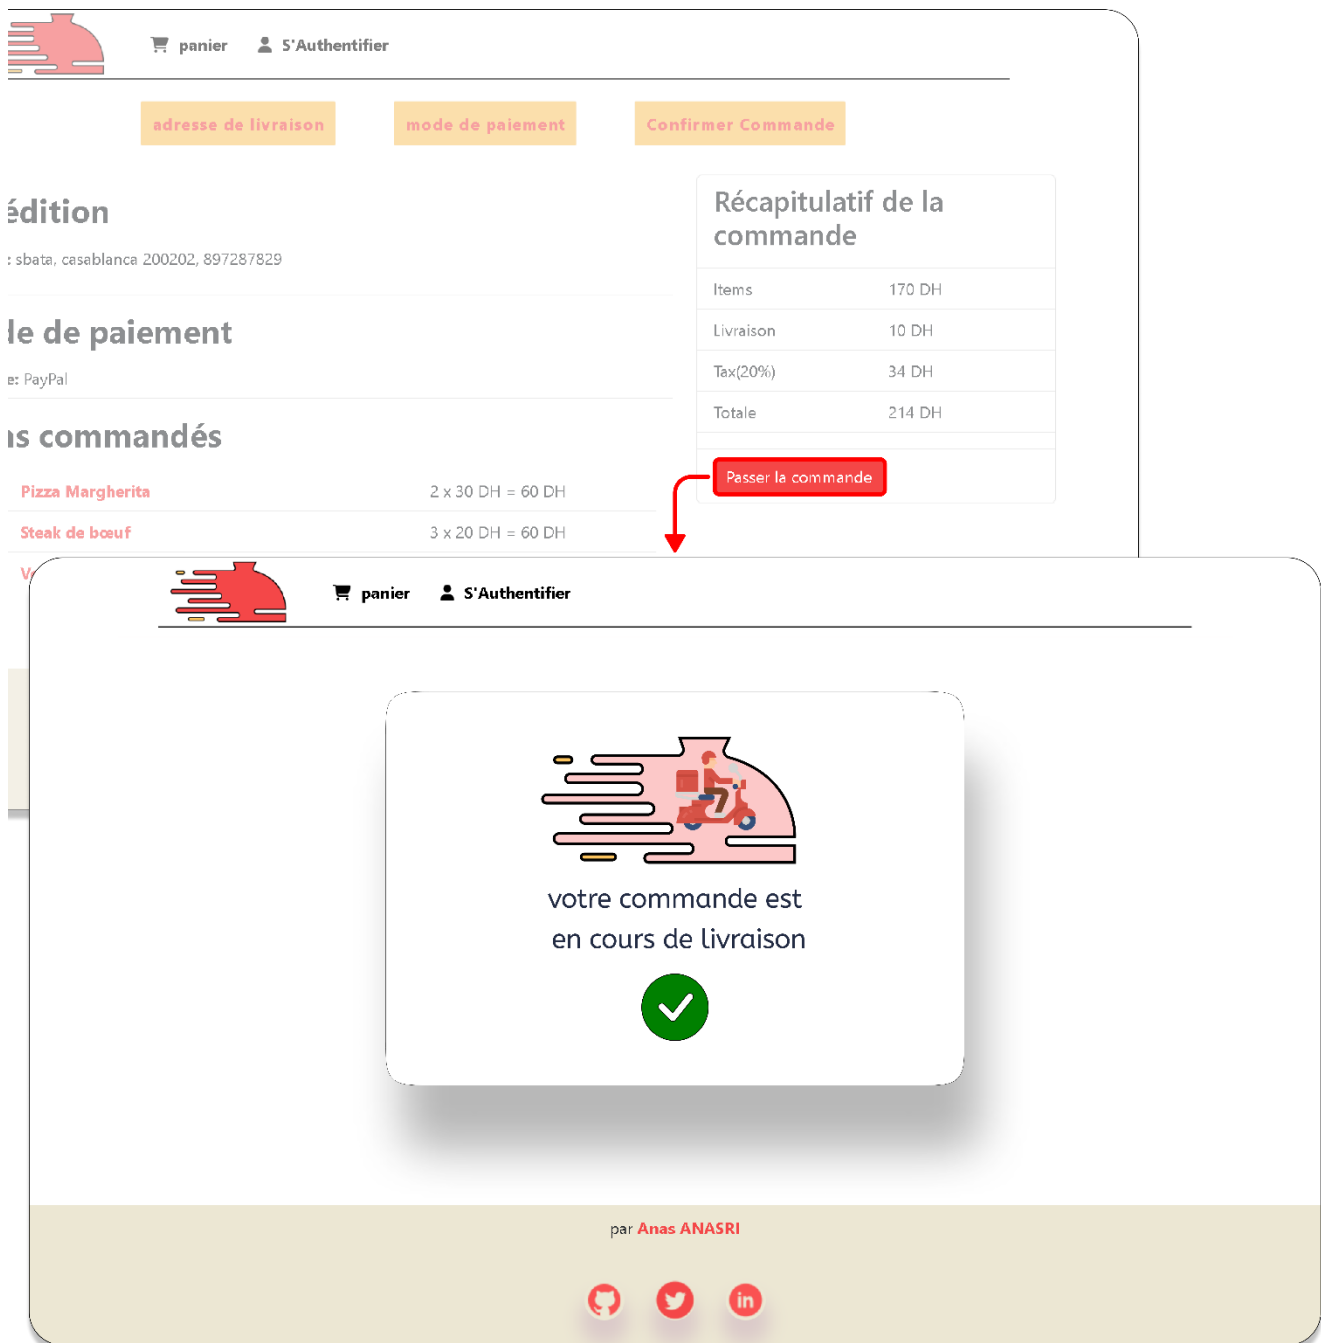 panier S'Authentifier
adresse de livraison mode de paiement Confirmer Commande
édition
: sbata, casablanca 200202, 897287829
de de paiement
e: PayPal
ns commandés
Pizza Margherita 2 x 30 DH = 60 DH
Steak de bœuf 3 x 20 DH = 60 DH
Récapitulatif de la
commande
Items 170 DH
Livraison 10 DH
Tax(20%) 34 DH
Totale 214 DH
Passer la commande
panier S'Authentifier
votre commande est
en cours de livraison
par Anas ANASRI
in